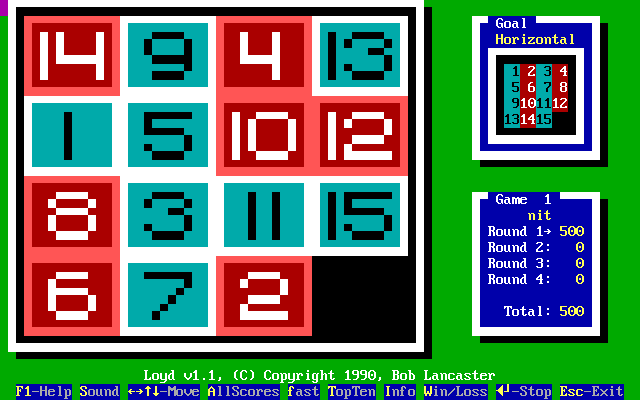 14 9 4 13
1 5 10 12
8 3 11 15
6 7 2
Goal
Horizontal
1 2 3 4
5 6 7 8
9 10 11 12
13 14 15
Game 1
nit
Round 1→ 500
Round 2: 0
Round 3: 0
Round 4: 0
Total: 500
Loyd v1.1, (C) Copyright 1990, Bob Lancaster
F1-Help Sound ↔↑↓-Move AllScores fast TopTen Info Win/Loss ↲-Stop Esc-Exit